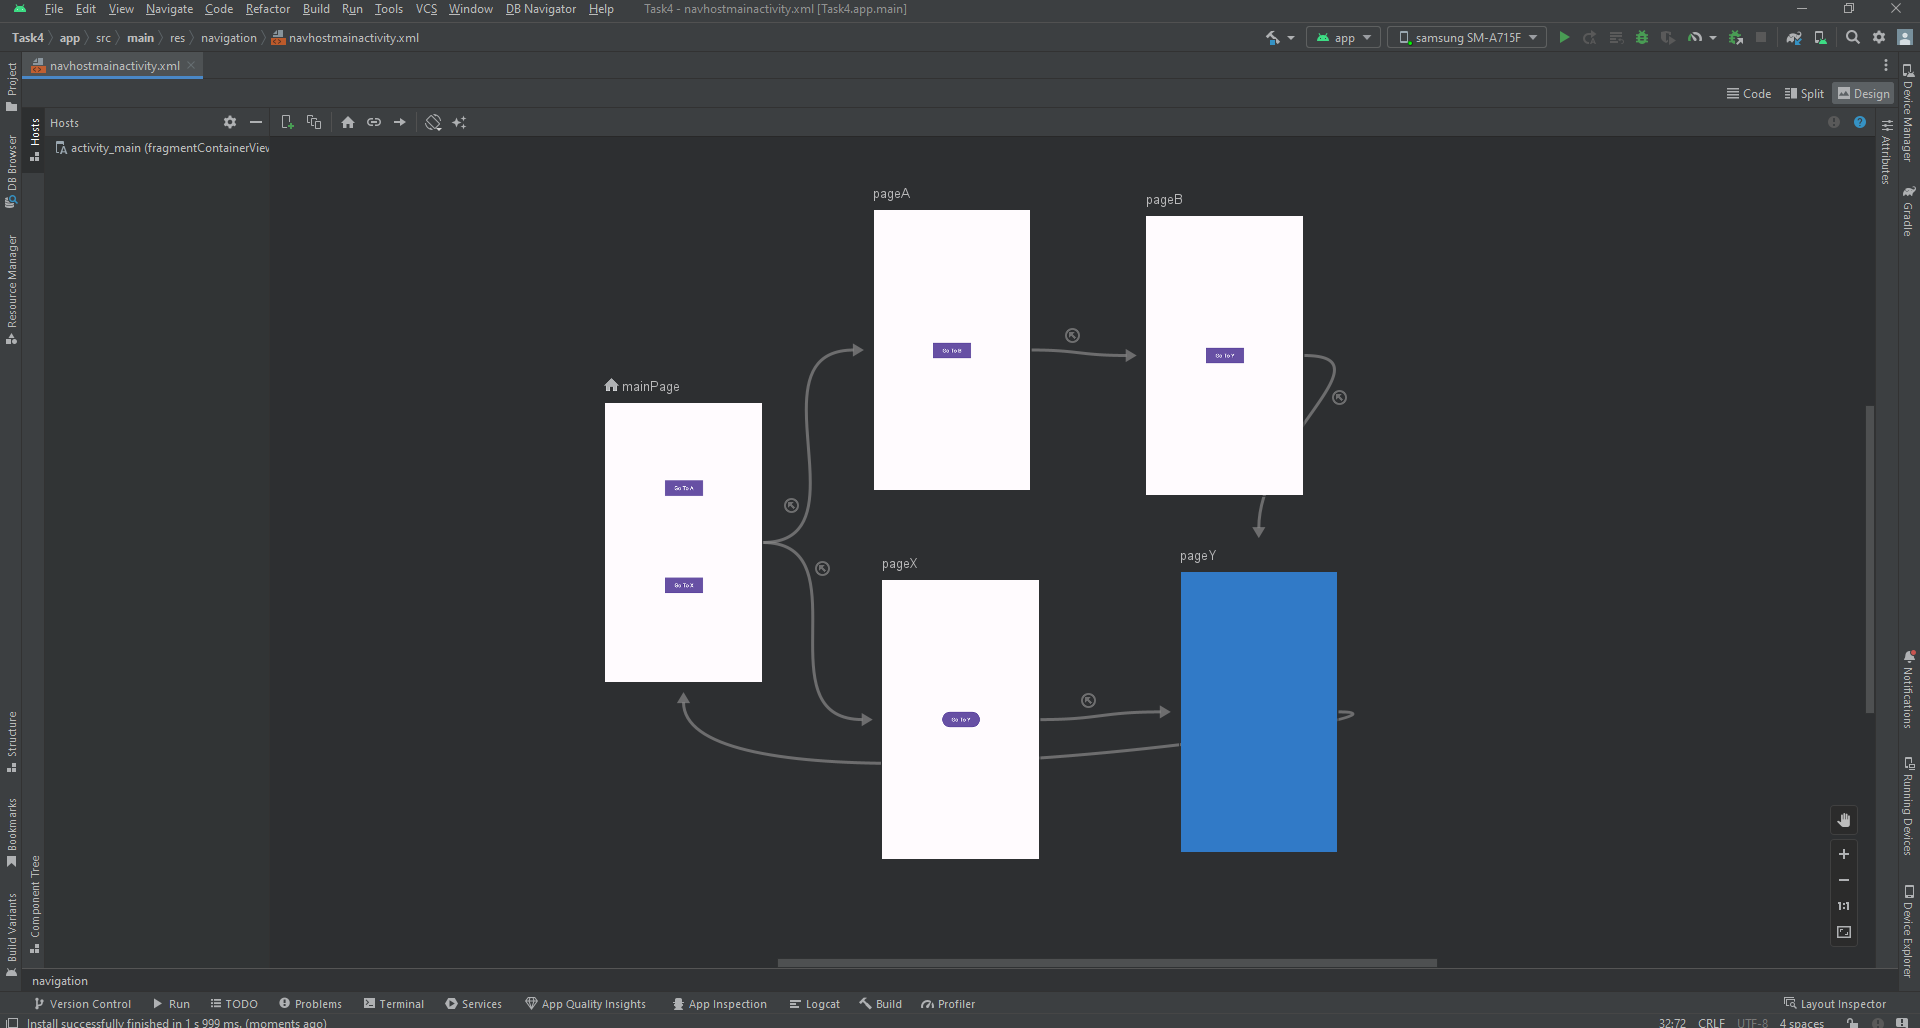 File Edit View Navigate Code Refactor Build Run Tools VCS Window DB Navigator Help Task4 - navhostmainactivity.xml [Task4.app.main]
Task4 app src main res navigation navhostmainactivity.xml app samsung SM-A715F
navhostmainactivity.xml
Code Split Design
Hosts
activity_main (fragmentContainerView
Project
DB Browser
Resource Manager
Structure
Bookmarks
Build Variants
Hosts
Component Tree
pageA
Go To B
pageB
Go To Y
mainPage
Go To A
Go To X
pageX
Go To Y
pageY
1:1
Attributes
Device Manager
Gradle
Notifications
Running Devices
Device Explorer
navigation
Version Control Run TODO Problems Terminal Services App Quality Insights App Inspection Logcat Build Profiler Layout Inspector
Install successfully finished in 1 s 999 ms. (moments ago) 32:72 CRLF UTF-8 4 spaces